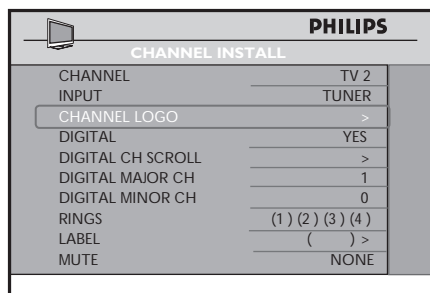 PHILIPS
CHANNEL INSTALL
CHANNEL TV 2
INPUT TUNER
CHANNEL LOGO >
DIGITAL YES
DIGITAL CH SCROLL >
DIGITAL MAJOR CH 1
DIGITAL MINOR CH 0
RINGS (1) (2) (3) (4)
LABEL ( ) >
MUTE NONE